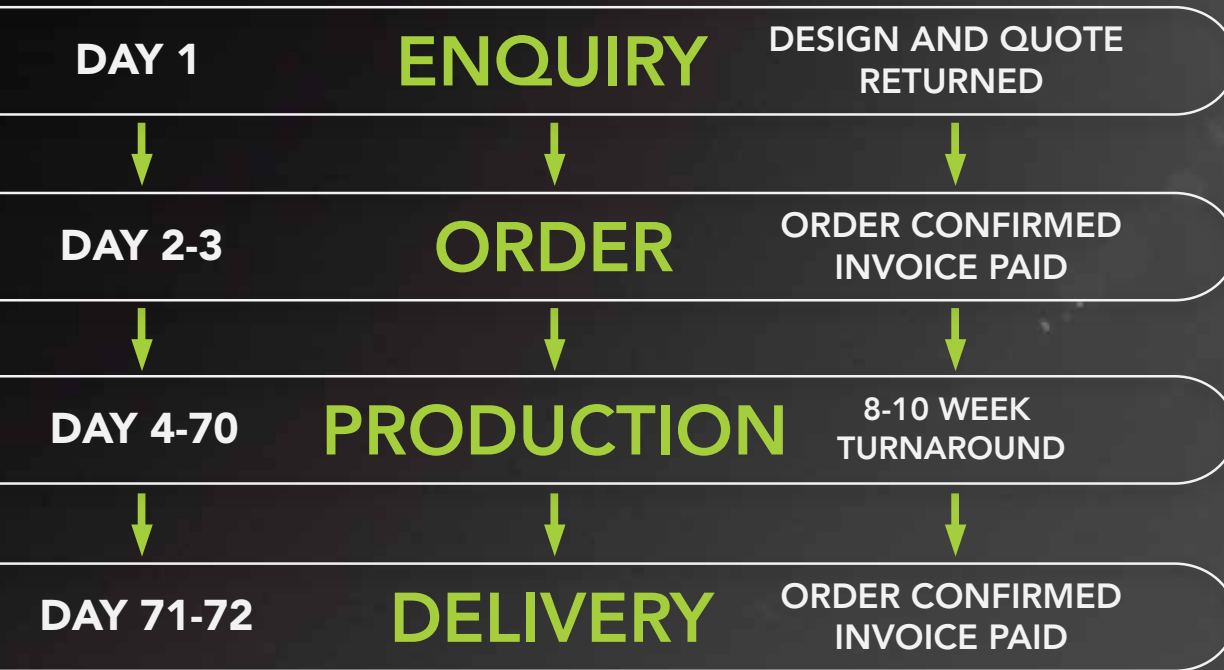 DAY 1
ENQUIRY
DESIGN AND QUOTE
RETURNED
DAY 2-3
ORDER
ORDER CONFIRMED
INVOICE PAID
DAY 4-70
PRODUCTION
8-10 WEEK
TURNAROUND
DAY 71-72
DELIVERY
ORDER CONFIRMED
INVOICE PAID